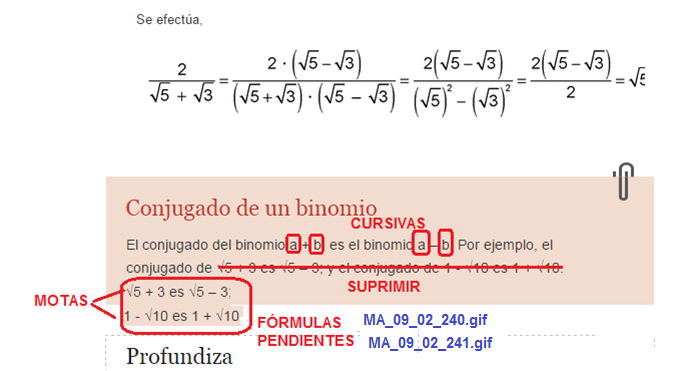 Se efectúa,
2/(√5 + √3) = 2 · (√5 – √3)/((√5+√3) · (√5 – √3)) = 2(√5 – √3)/((√5)² – (√3)²) = 2(√5 – √3)/2 = √5
Conjugado de un binomio
CURSIVAS
El conjugado del binomio a + b es el binomio a – b. Por ejemplo, el
conjugado de √5 + 3 es √5 – 3; y el conjugado de 1 - √10 es 1 + √10.
SUPRIMIR
MOTAS
√5 + 3 es √5 – 3;
1 - √10 es 1 + √10
FÓRMULAS PENDIENTES
MA_09_02_240.gif
MA_09_02_241.gif
Profundiza